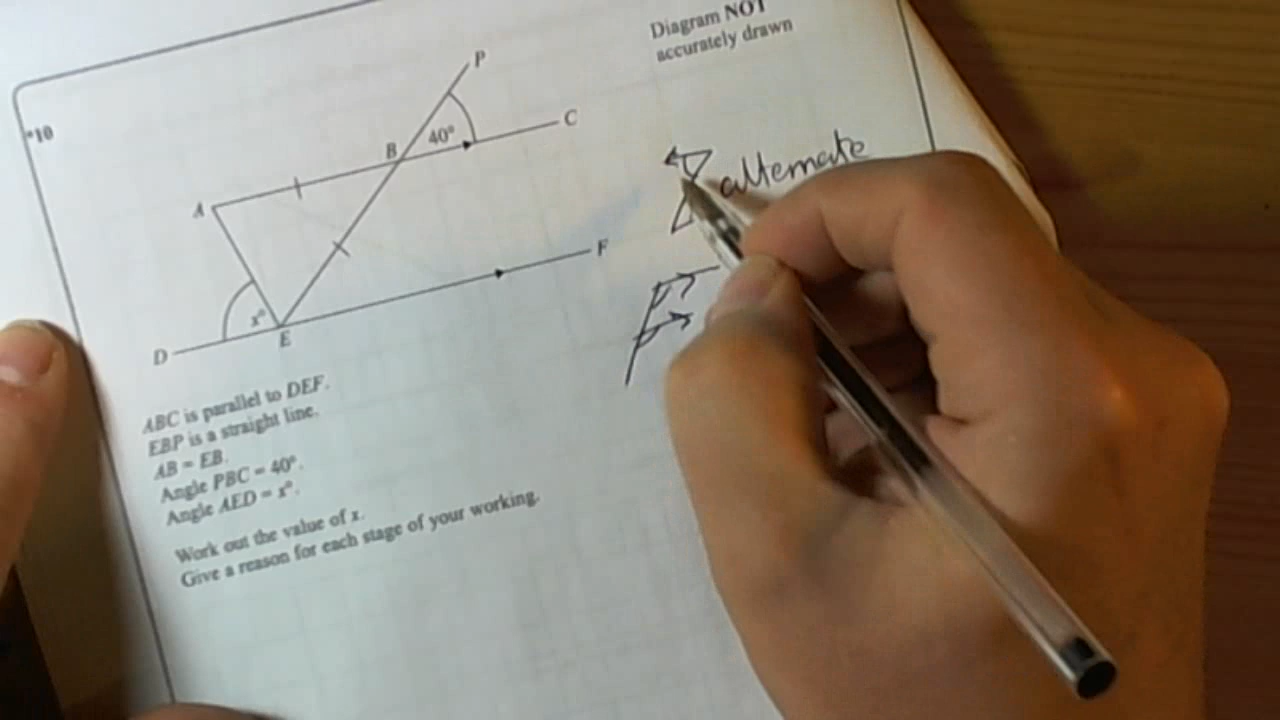 Diagram NOT
accurately drawn
*10
P
C
B
40°
alternate
A
F
x°
E
D
ABC is parallel to DEF.
EBP is a straight line.
AB = EB.
Angle PBC = 40°.
Angle AED = x°.
Work out the value of x.
Give a reason for each stage of your working.